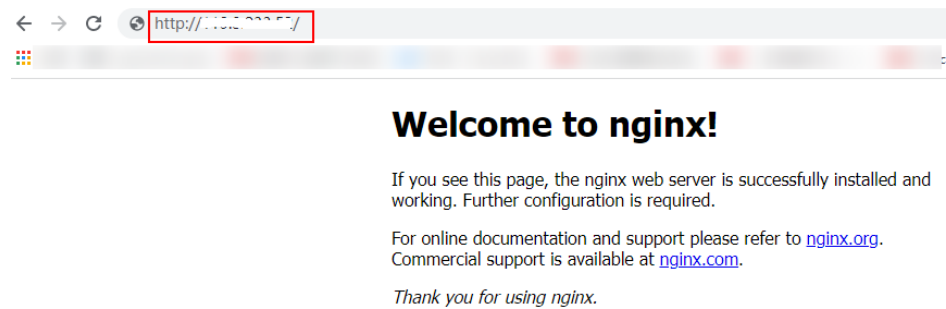 http://
Welcome to nginx!
If you see this page, the nginx web server is successfully installed and
working. Further configuration is required.
For online documentation and support please refer to nginx.org.
Commercial support is available at nginx.com.
Thank you for using nginx.